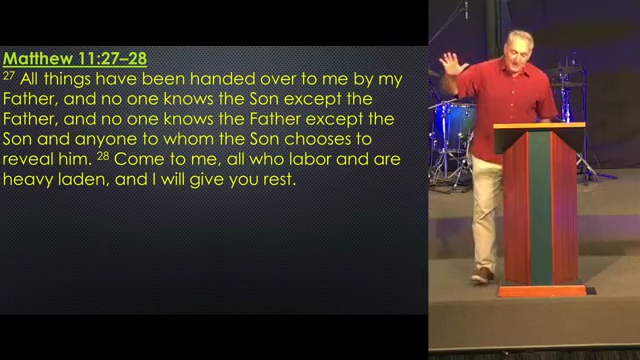 Matthew 11:27–28
27 All things have been handed over to me by my
Father, and no one knows the Son except the
Father, and no one knows the Father except the
Son and anyone to whom the Son chooses to
reveal him. 28 Come to me, all who labor and are
heavy laden, and I will give you rest.